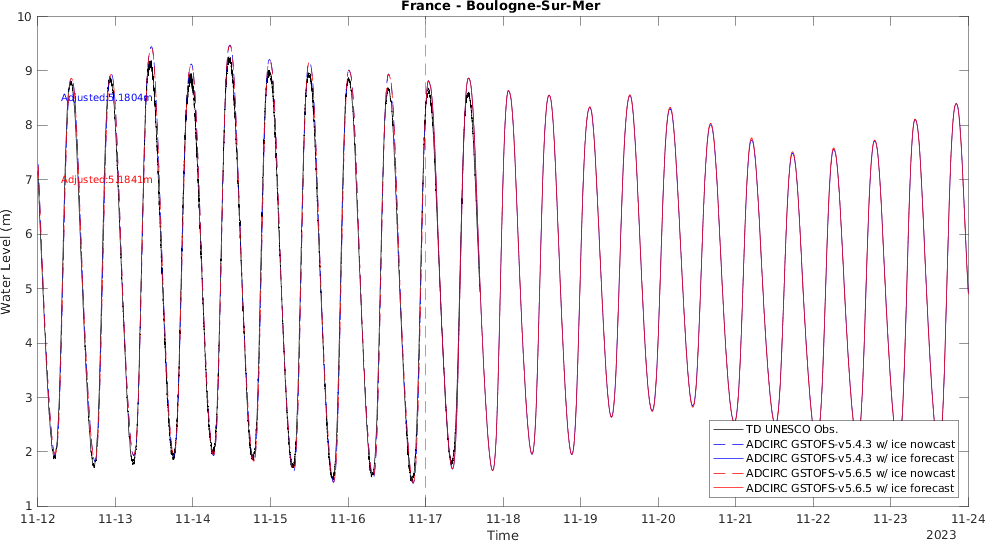 France - Boulogne-Sur-Mer
10
9
8
7
6
5
4
3
2
1
Water Level (m)
Adjusted:5.1804m
Adjusted:5.1841m
TD UNESCO Obs.
ADCIRC GSTOFS-v5.4.3 w/ ice nowcast
ADCIRC GSTOFS-v5.4.3 w/ ice forecast
ADCIRC GSTOFS-v5.6.5 w/ ice nowcast
ADCIRC GSTOFS-v5.6.5 w/ ice forecast
11-12 11-13 11-14 11-15 11-16 11-17 11-18 11-19 11-20 11-21 11-22 11-23 11-24
Time
2023